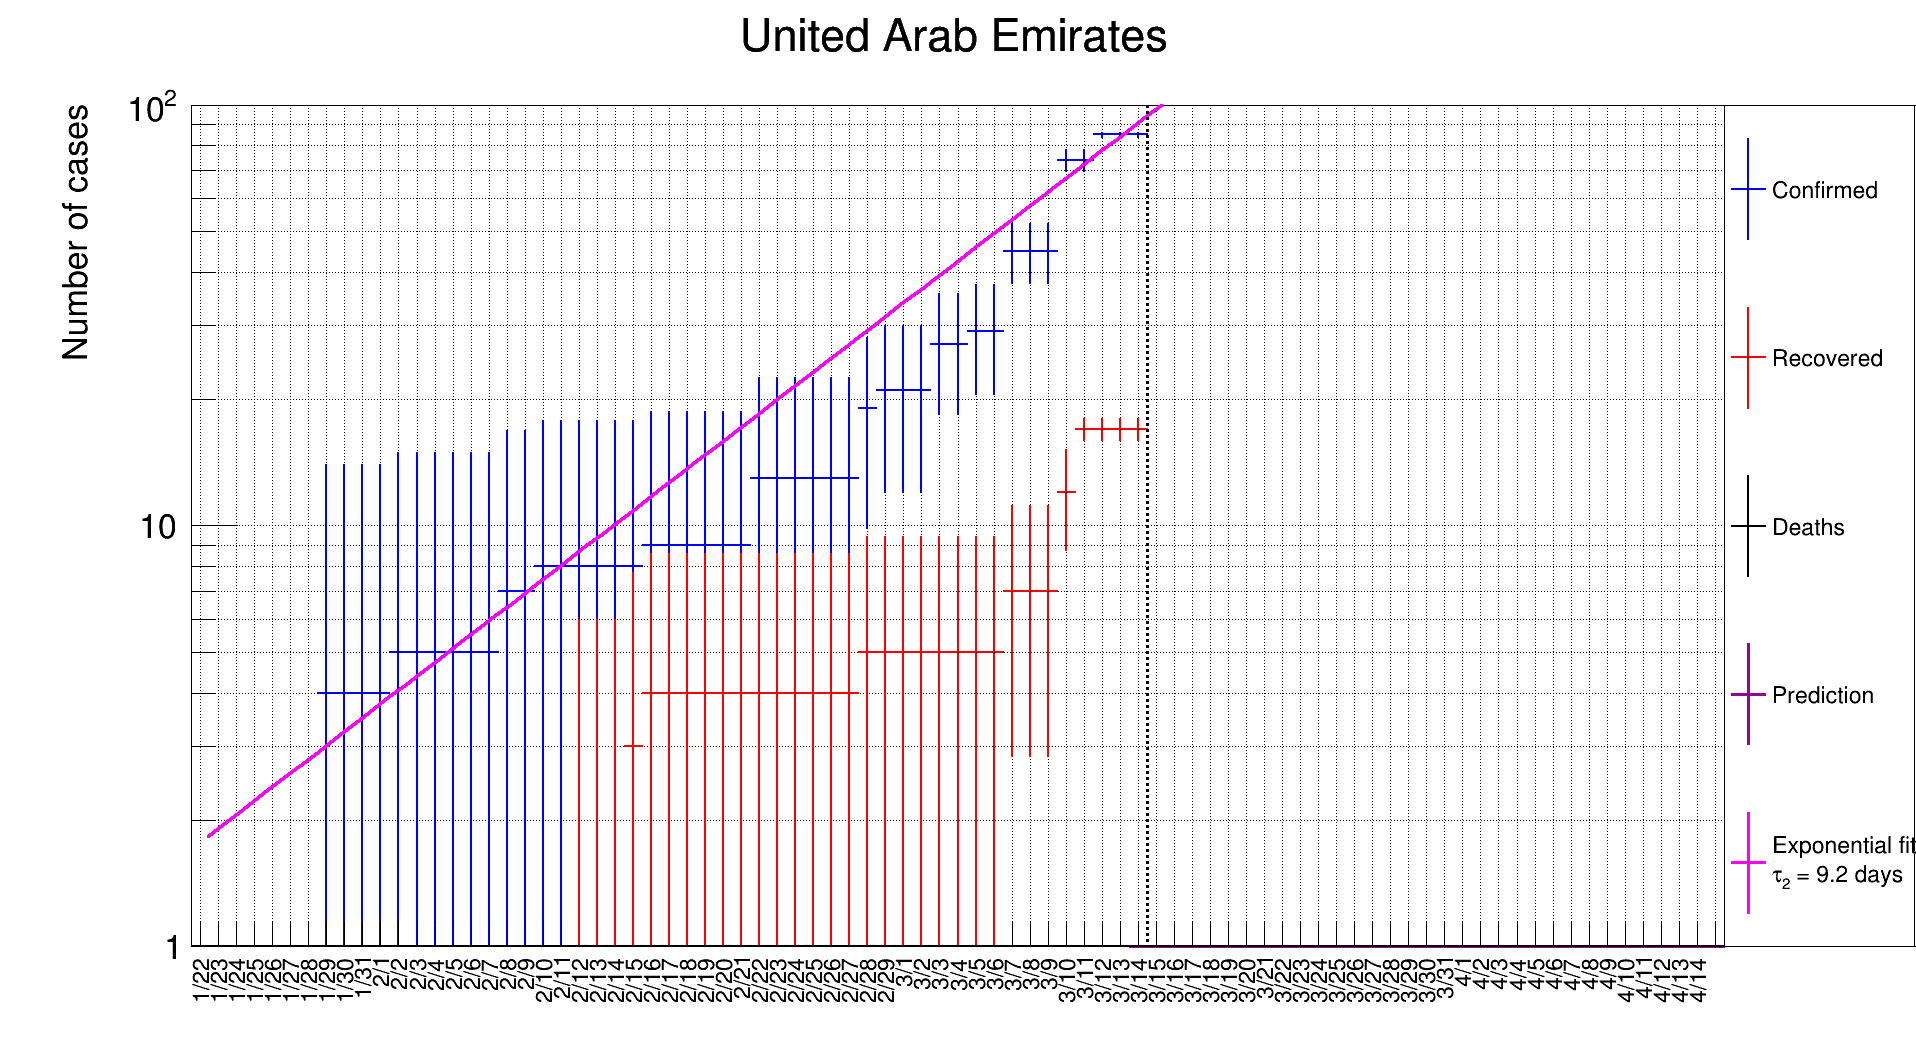 United Arab Emirates
Number of cases
10²
10
1
1/22 1/23 1/24 1/25 1/26 1/27 1/28 1/29 1/30 1/31 2/1 2/2 2/3 2/4 2/5 2/6 2/7 2/8 2/9 2/10 2/11 2/12 2/13 2/14 2/15 2/16 2/17 2/18 2/19 2/20 2/21 2/22 2/23 2/24 2/25 2/26 2/27 2/28 2/29 3/1 3/2 3/3 3/4 3/5 3/6 3/7 3/8 3/9 3/10 3/11 3/12 3/13 3/14 3/15 3/16 3/17 3/18 3/19 3/20 3/21 3/22 3/23 3/24 3/25 3/26 3/27 3/28 3/29 3/30 3/31 4/1 4/2 4/3 4/4 4/5 4/6 4/7 4/8 4/9 4/10 4/11 4/12 4/13 4/14
Confirmed
Recovered
Deaths
Prediction
Exponential fit
τ₂ = 9.2 days